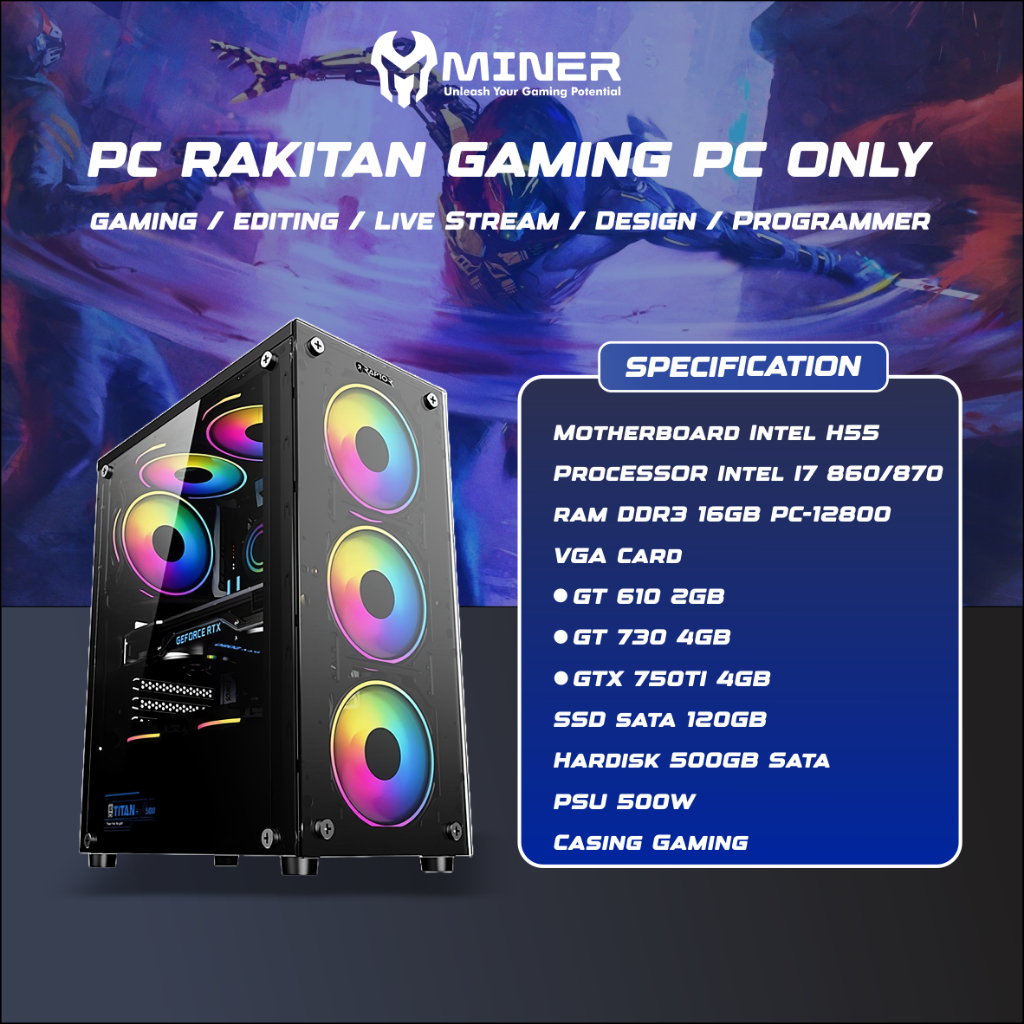 MINER
Unleash Your Gaming Potential
PC RAKITAN GAMING PC ONLY
GAMING / EDITING / LIVE STREAM / DESIGN / PROGRAMMER
SPECIFICATION
MOTHERBOARD INTEL H55
PROCESSOR INTEL I7 860/870
RAM DDR3 16GB PC-12800
VGA CARD
• GT 610 2GB
• GT 730 4GB
• GTX 750TI 4GB
SSD SATA 120GB
HARDISK 500GB SATA
PSU 500W
CASING GAMING
GEFORCE RTX
TITAN